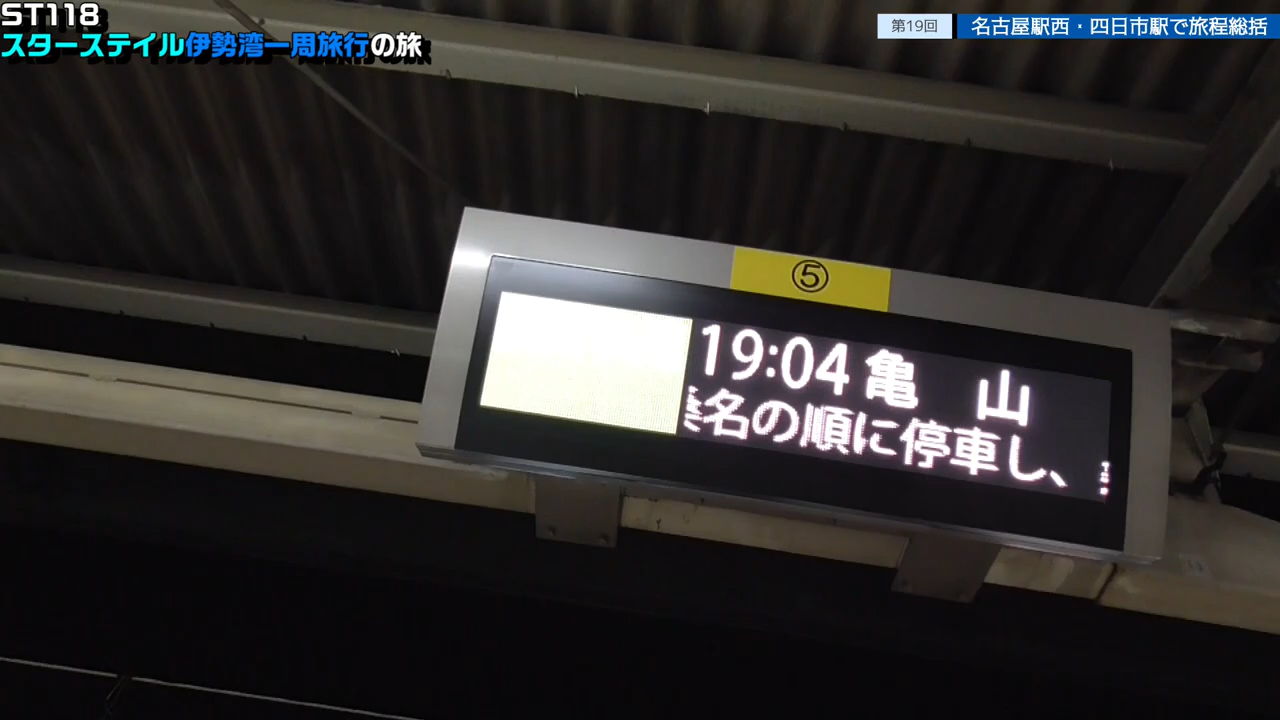 ST118
スターステイル伊勢湾一周旅行の旅
第19回
名古屋駅西・四日市駅で旅程総括
⑤
19:04 亀 山
名の順に停車し、